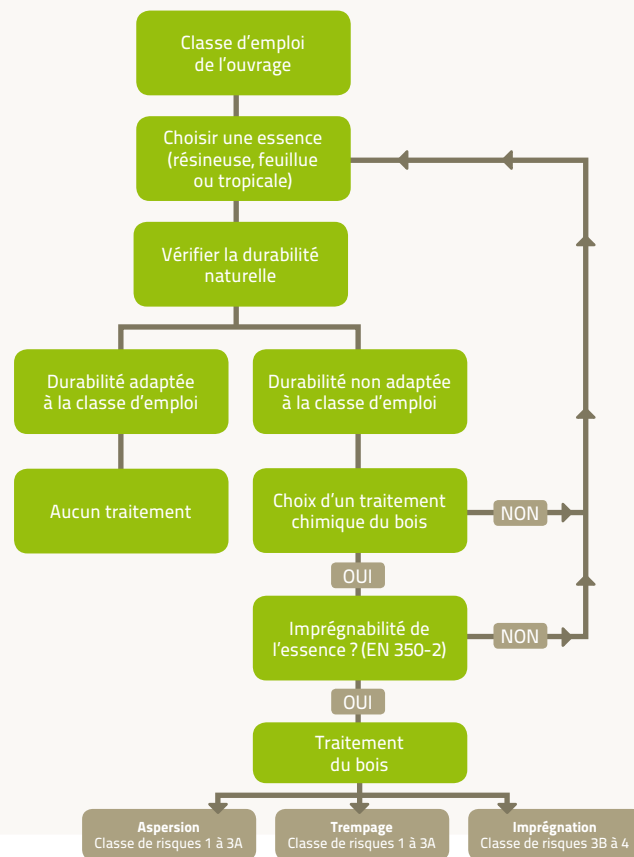 Classe d’emploi
de l’ouvrage
Choisir une essence
(résineuse, feuillue
ou tropicale)
Vérifier la durabilité
naturelle
Durabilité adaptée
à la classe d’emploi
Durabilité non adaptée
à la classe d’emploi
Aucun traitement
Choix d’un traitement
chimique du bois
NON
OUI
Imprégnabilité de
l’essence ? (EN 350-2)
NON
OUI
Traitement
du bois
Aspersion
Classe de risques 1 à 3A
Trempage
Classe de risques 1 à 3A
Imprégnation
Classe de risques 3B à 4